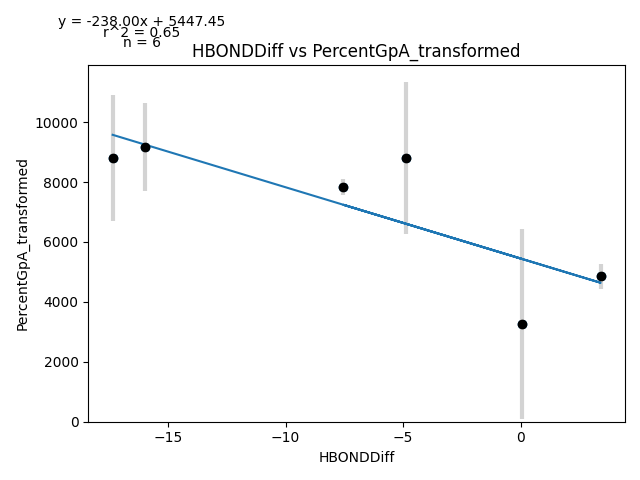 y = -238.00x + 5447.45
r^2 = 0.65
n = 6
HBONDDiff vs PercentGpA_transformed
PercentGpA_transformed
10000
8000
6000
4000
2000
0
−15
−10
−5
0
HBONDDiff